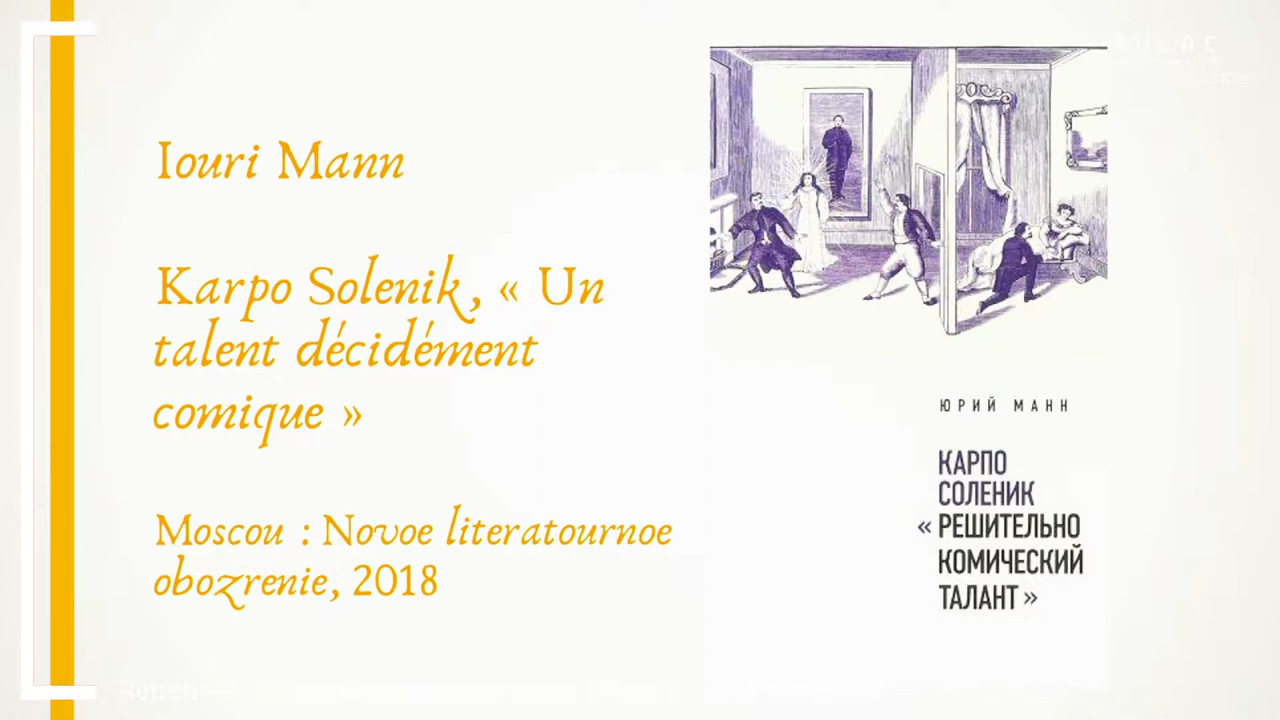 Iouri Mann
Karpo Solenik, « Un
talent décidément
comique »
Moscou : Novoe literatournoe
obozrenie, 2018
ЮРИЙ МАНН
КАРПО
СОЛЕНИК
« РЕШИТЕЛЬНО
КОМИЧЕСКИЙ
ТАЛАНТ »